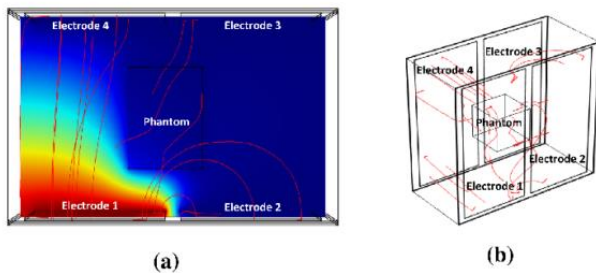 Electrode 4 Electrode 3
Phantom
Electrode 1 Electrode 2
(a)
Electrode 3
Electrode 4
Phantom
Electrode 2
Electrode 1
(b)